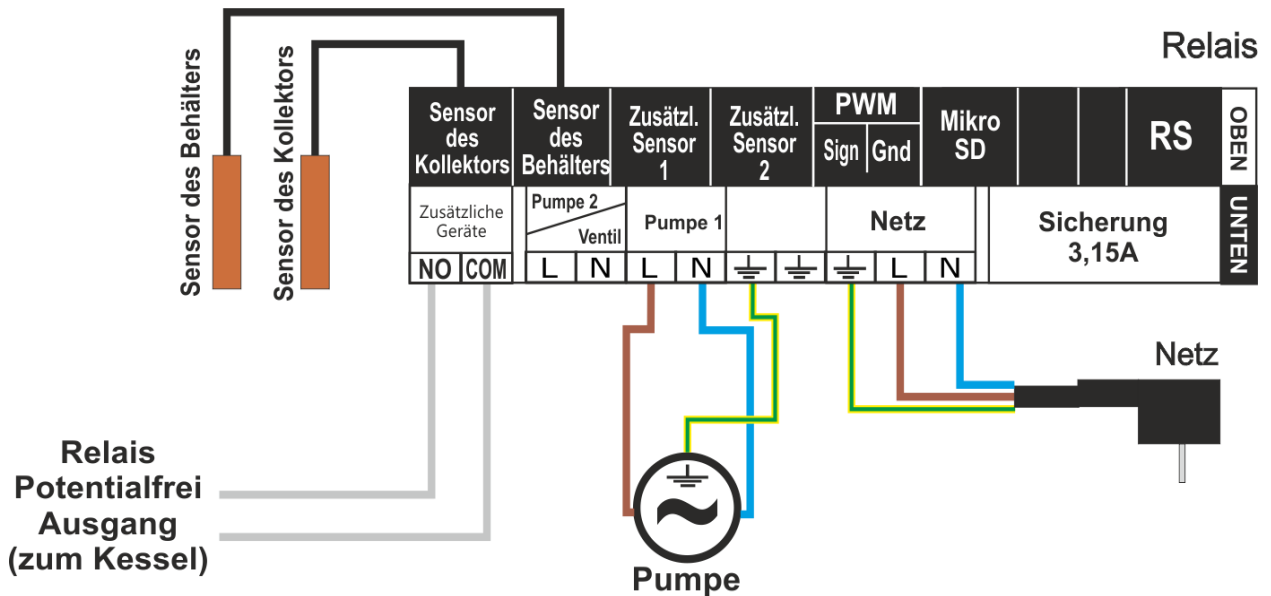 Relais
Sensor des Behälters
Sensor des Kollektors
Sensor
des
Kollektors
Sensor
des
Behälters
Zusätzl.
Sensor
1
Zusätzl.
Sensor
2
PWM
Sign Gnd
Mikro
SD
RS
OBEN
Zusätzliche
Geräte
Pumpe 2
Ventil
Pumpe 1
Netz
Sicherung
3,15A
UNTEN
NO COM L N L N L N
Netz
Relais
Potentialfrei
Ausgang
(zum Kessel)
Pumpe